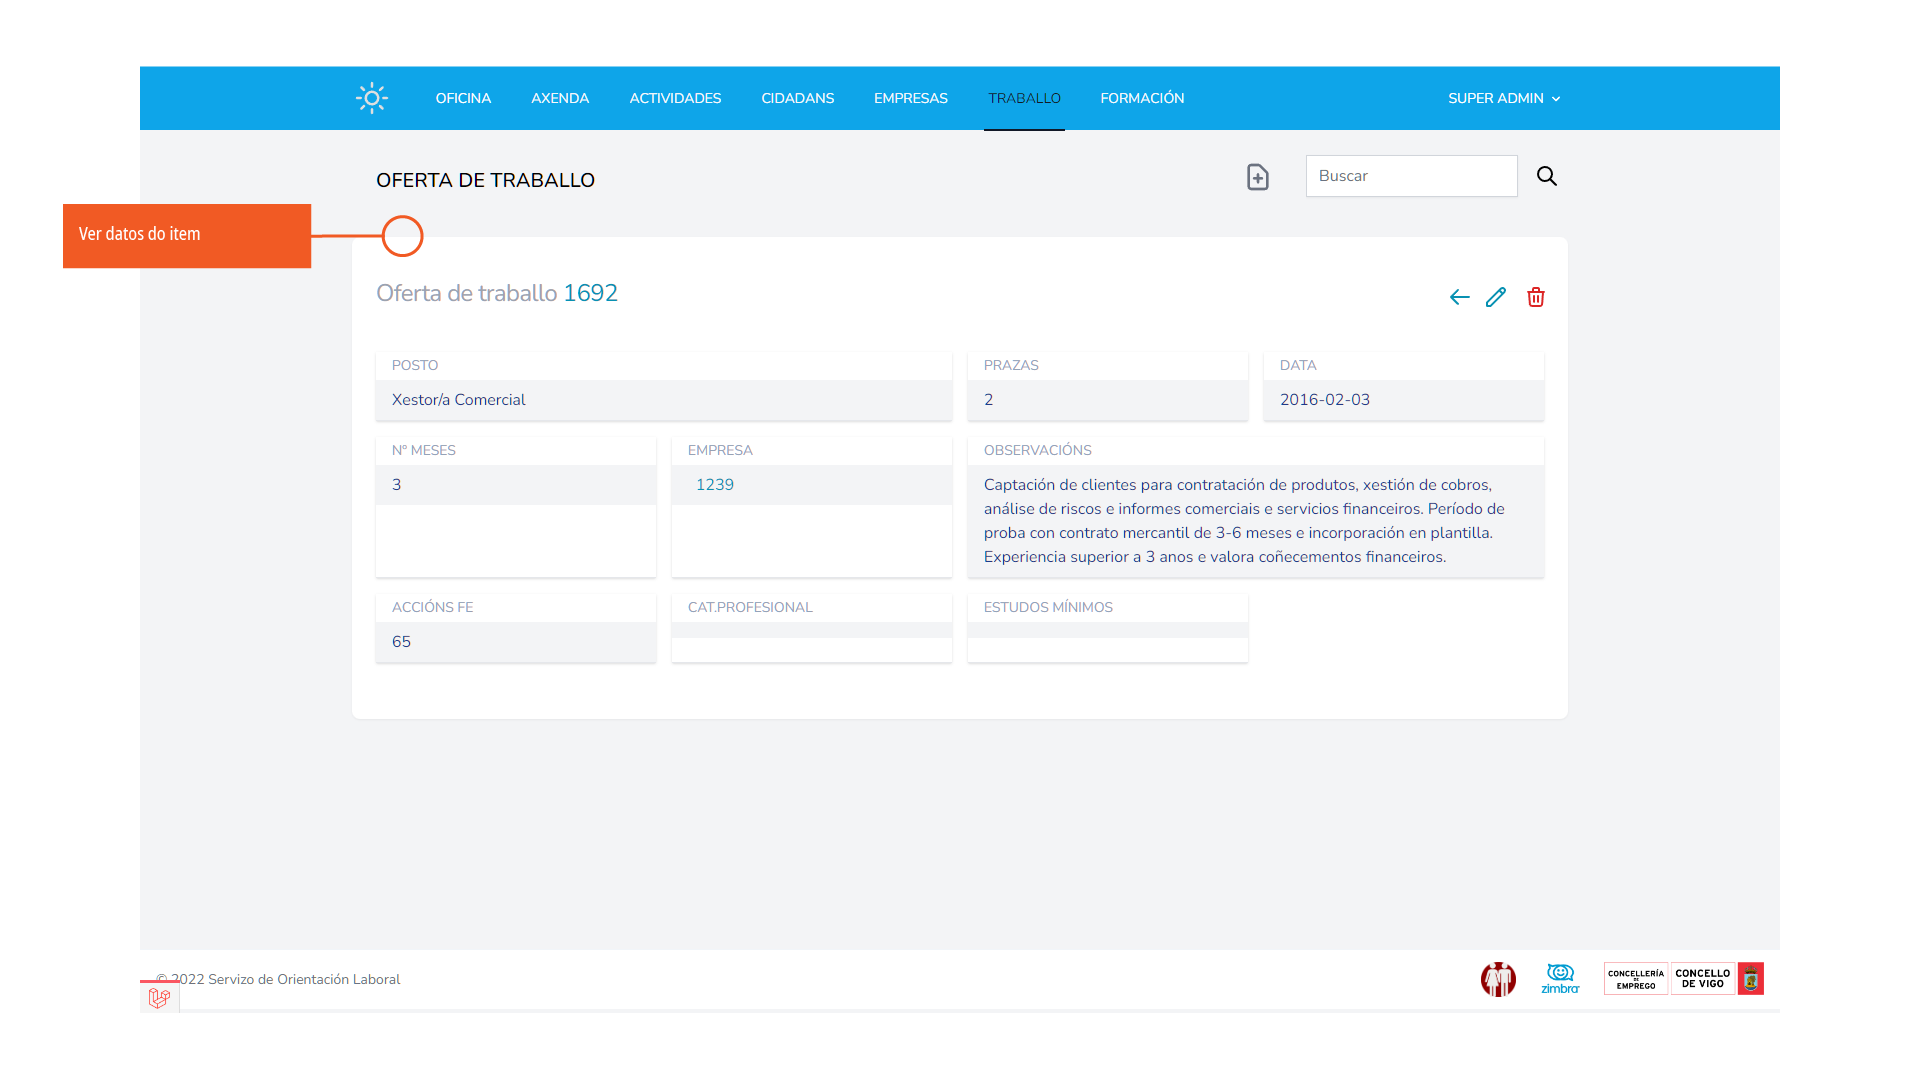 OFICINA AXENDA ACTIVIDADES CIDADANS EMPRESAS TRABALLO FORMACIÓN SUPER ADMIN
OFERTA DE TRABALLO
Buscar
Ver datos do item
Oferta de traballo 1692
POSTO PRAZAS DATA
Xestor/a Comercial 2 2016-02-03
Nº MESES EMPRESA OBSERVACIÓNS
3 1239 Captación de clientes para contratación de produtos, xestión de cobros,
análise de riscos e informes comerciais e servicios financeiros. Período de
proba con contrato mercantil de 3-6 meses e incorporación en plantilla.
Experiencia superior a 3 anos e valora coñecementos financeiros.
ACCIÓNS FE CAT.PROFESIONAL ESTUDOS MÍNIMOS
65
© 2022 Servizo de Orientación Laboral
zimbra
CONCELLERÍA
DE
EMPREGO
CONCELLO
DE VIGO